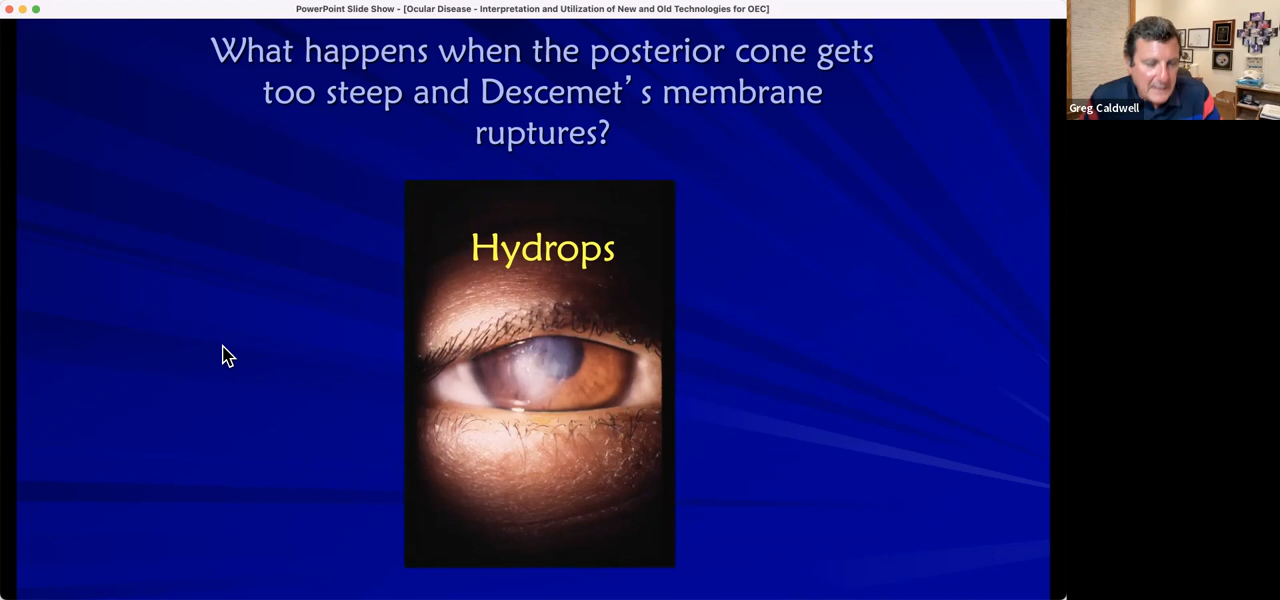 PowerPoint Slide Show - [Ocular Disease - Interpretation and Utilization of New and Old Technologies for OEC]
What happens when the posterior cone gets
too steep and Descemet’ s membrane
ruptures?
Hydrops
Greg Caldwell